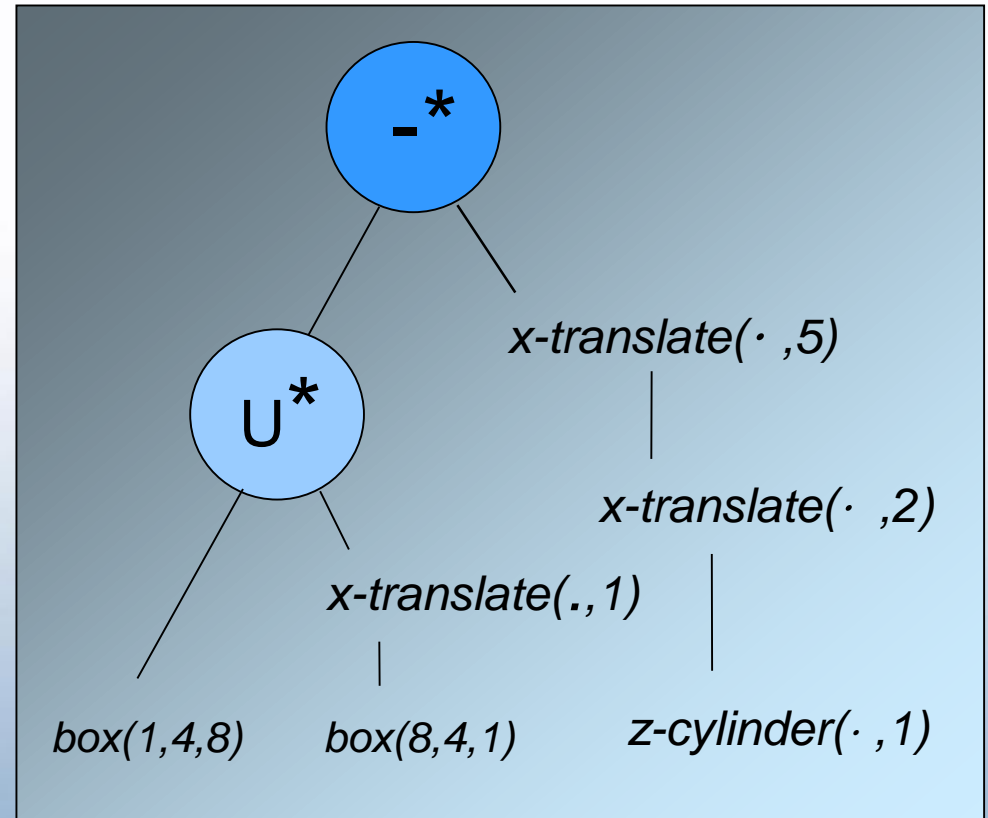 -*
x-translate(· ,5)
∪*
x-translate(· ,2)
x-translate(.,1)
box(1,4,8)
box(8,4,1)
z-cylinder(· ,1)